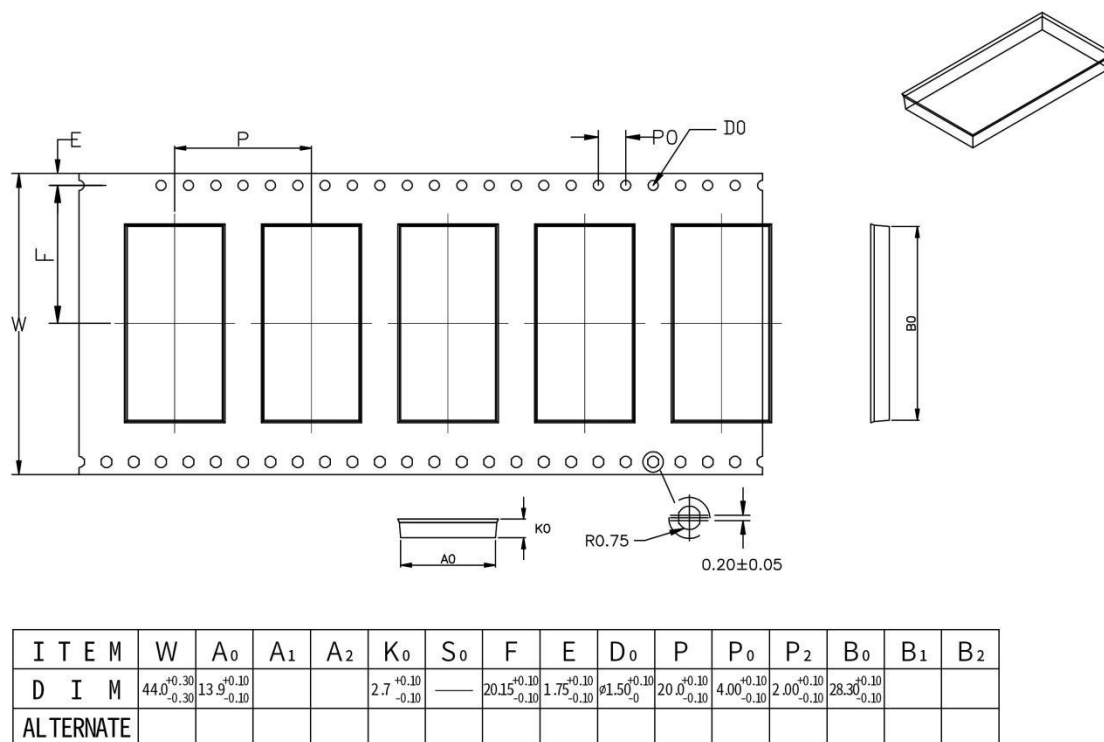 D0
E
P
P0
F
W
B0
K0
A0
R0.75
0.20±0.05
ITEM W A0 A1 A2 K0 S0 F E D0 P P0 P2 B0 B1 B2
DIM 44.0+0.30-0.30 13.9+0.10-0.10 2.7+0.10-0.10 — 20.15+0.10-0.10 1.75+0.10-0.10 ø1.50+0.10-0 20.0+0.10-0.10 4.00+0.10-0.10 2.00+0.10-0.10 28.30+0.10-0.10
ALTERNATE